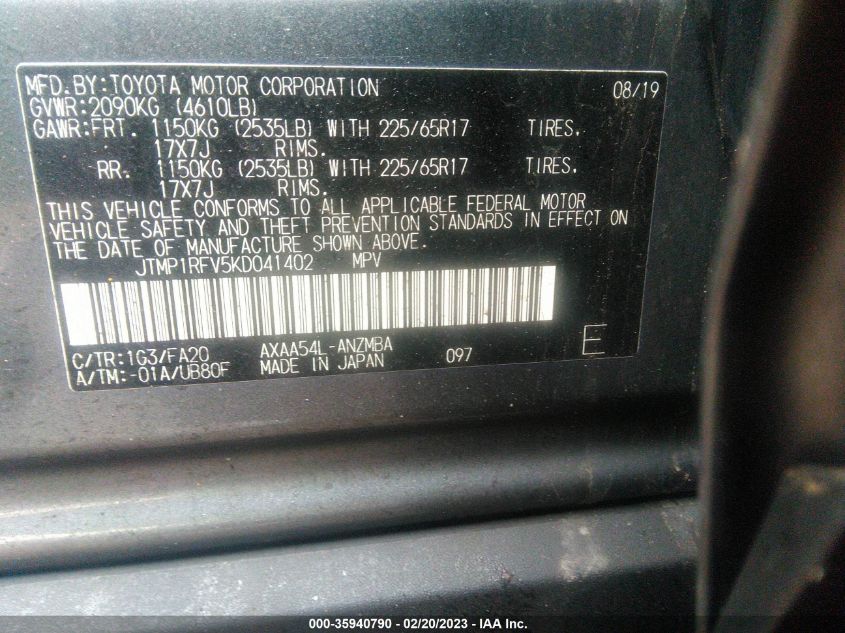 MFD.BY:TOYOTA MOTOR CORPORATION 08/19
GVWR:2090KG (4610LB)
GAWR:FRT. 1150KG (2535LB) WITH 225/65R17 TIRES,
17X7J RIMS.
RR. 1150KG (2535LB) WITH 225/65R17 TIRES,
17X7J RIMS.
THIS VEHICLE CONFORMS TO ALL APPLICABLE FEDERAL MOTOR
VEHICLE SAFETY AND THEFT PREVENTION STANDARDS IN EFFECT ON
THE DATE OF MANUFACTURE SHOWN ABOVE.
JTMP1RFV5KD041402 MPV
C/TR:1G3/FA20 AXAA54L-ANZMBA
A/TM:-01A/UB80F MADE IN JAPAN 097 E
000-35940790 - 02/20/2023 - IAA Inc.